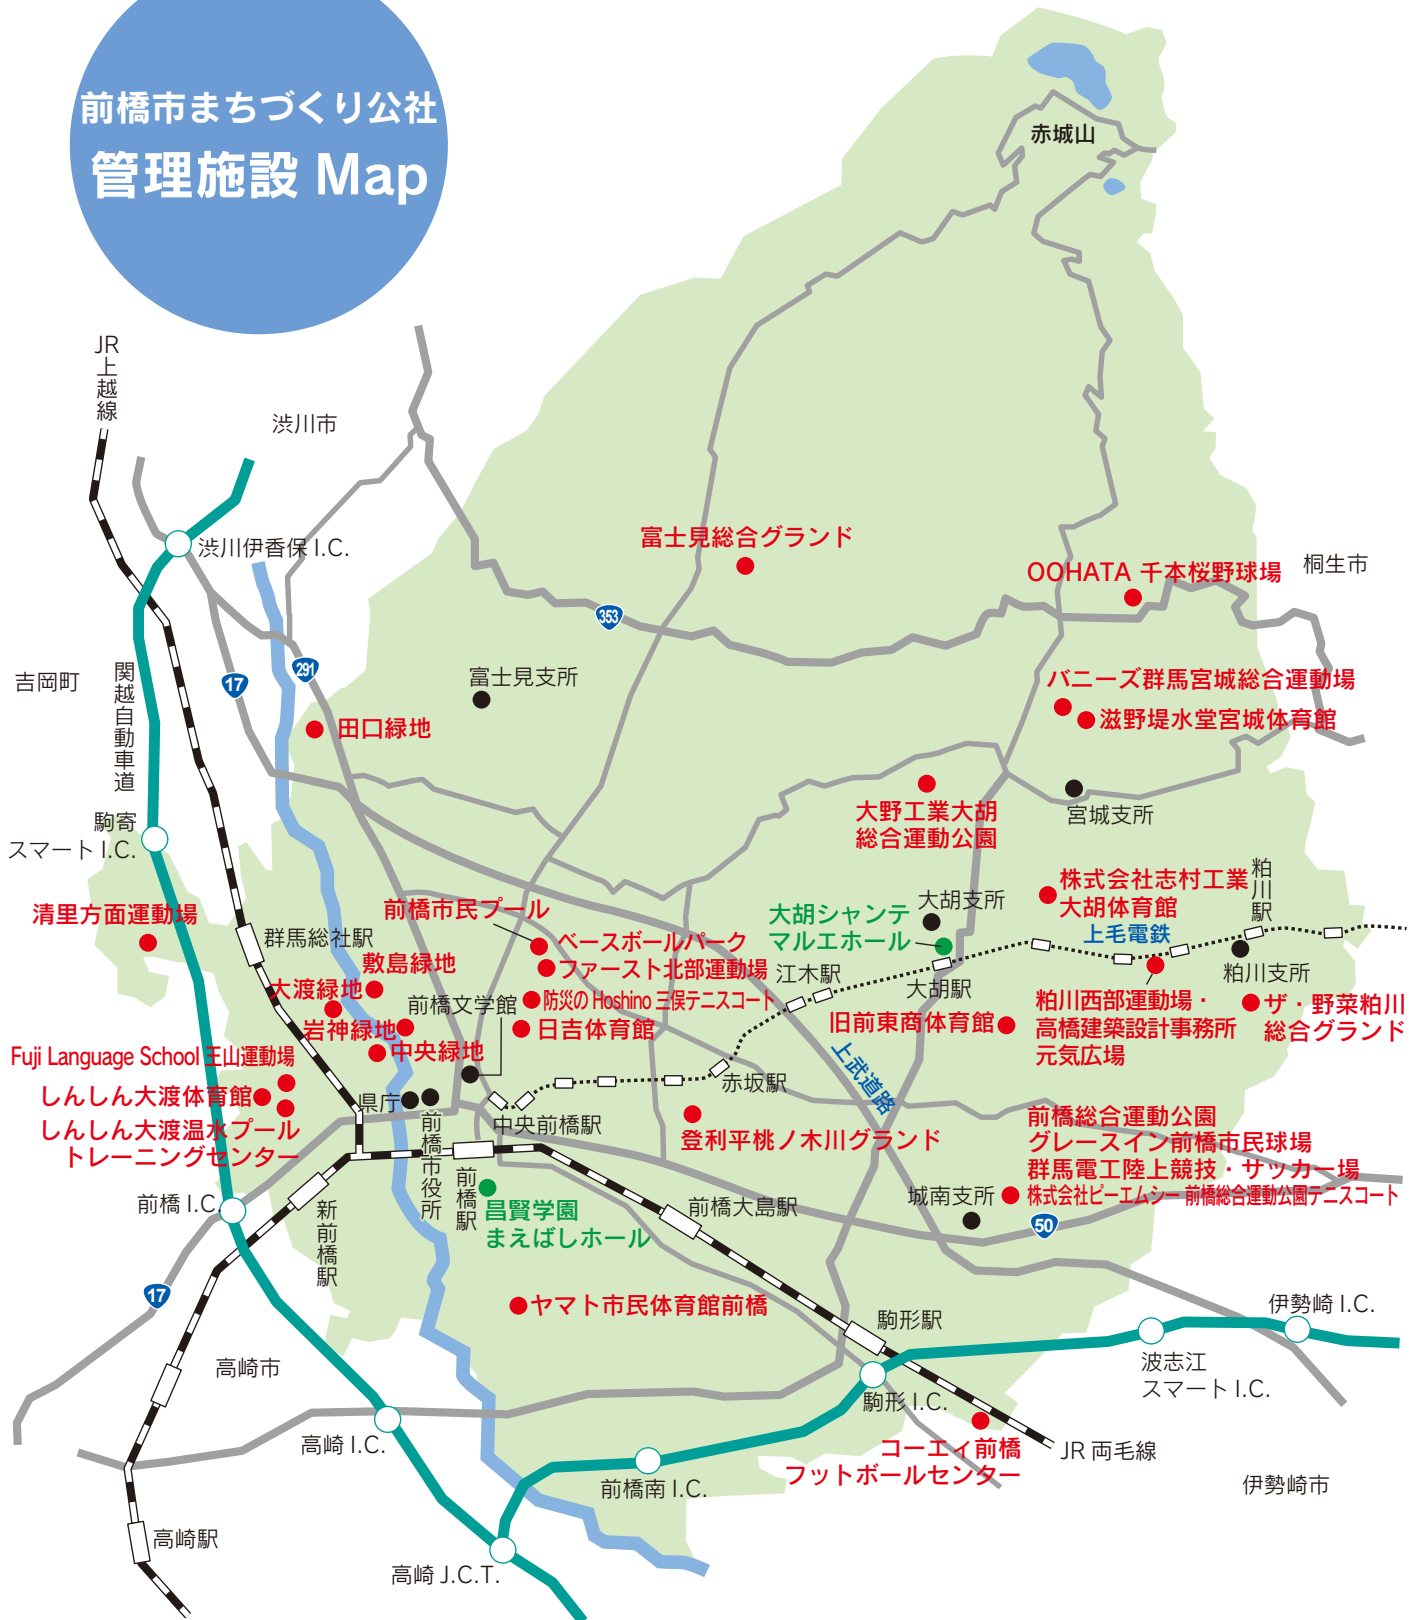 前橋市まちづくり公社
管理施設 Map
赤城山
JR上越線
渋川市
渋川伊香保 I.C.
富士見総合グランド
OOHATA 千本桜野球場
桐生市
353
291
17
吉岡町
関越自動車道
富士見支所
田口緑地
バニーズ群馬宮城総合運動場
滋野堤水堂宮城体育館
大野工業大胡
総合運動公園
宮城支所
駒寄
スマート I.C.
清里方面運動場
群馬総社駅
前橋市民プール
ベースボールパーク
ファースト北部運動場
大胡シャンテ
マルエホール
大胡支所
株式会社志村工業
大胡体育館
粕川駅
上毛電鉄
粕川支所
敷島緑地
大渡緑地
岩神緑地
中央緑地
前橋文学館
防災の Hoshino 三俣テニスコート
日吉体育館
江木駅
大胡駅
旧前東商体育館
粕川西部運動場・
高橋建築設計事務所
元気広場
ザ・野菜粕川
総合グランド
Fuji Language School 王山運動場
しんしん大渡体育館
しんしん大渡温水プール
トレーニングセンター
県庁
前橋市役所
中央前橋駅
赤坂駅
上武道路
登利平桃ノ木川グランド
前橋総合運動公園
グレースイン前橋市民球場
群馬電工陸上競技・サッカー場
株式会社ピーエムシー 前橋総合運動公園テニスコート
城南支所
50
前橋 I.C.
新前橋駅
前橋駅
昌賢学園
まえばしホール
前橋大島駅
17
ヤマト市民体育館前橋
駒形駅
伊勢崎 I.C.
波志江
スマート I.C.
高崎市
高崎 I.C.
駒形 I.C.
コーエィ前橋
フットボールセンター
JR 両毛線
前橋南 I.C.
伊勢崎市
高崎駅
高崎 J.C.T.